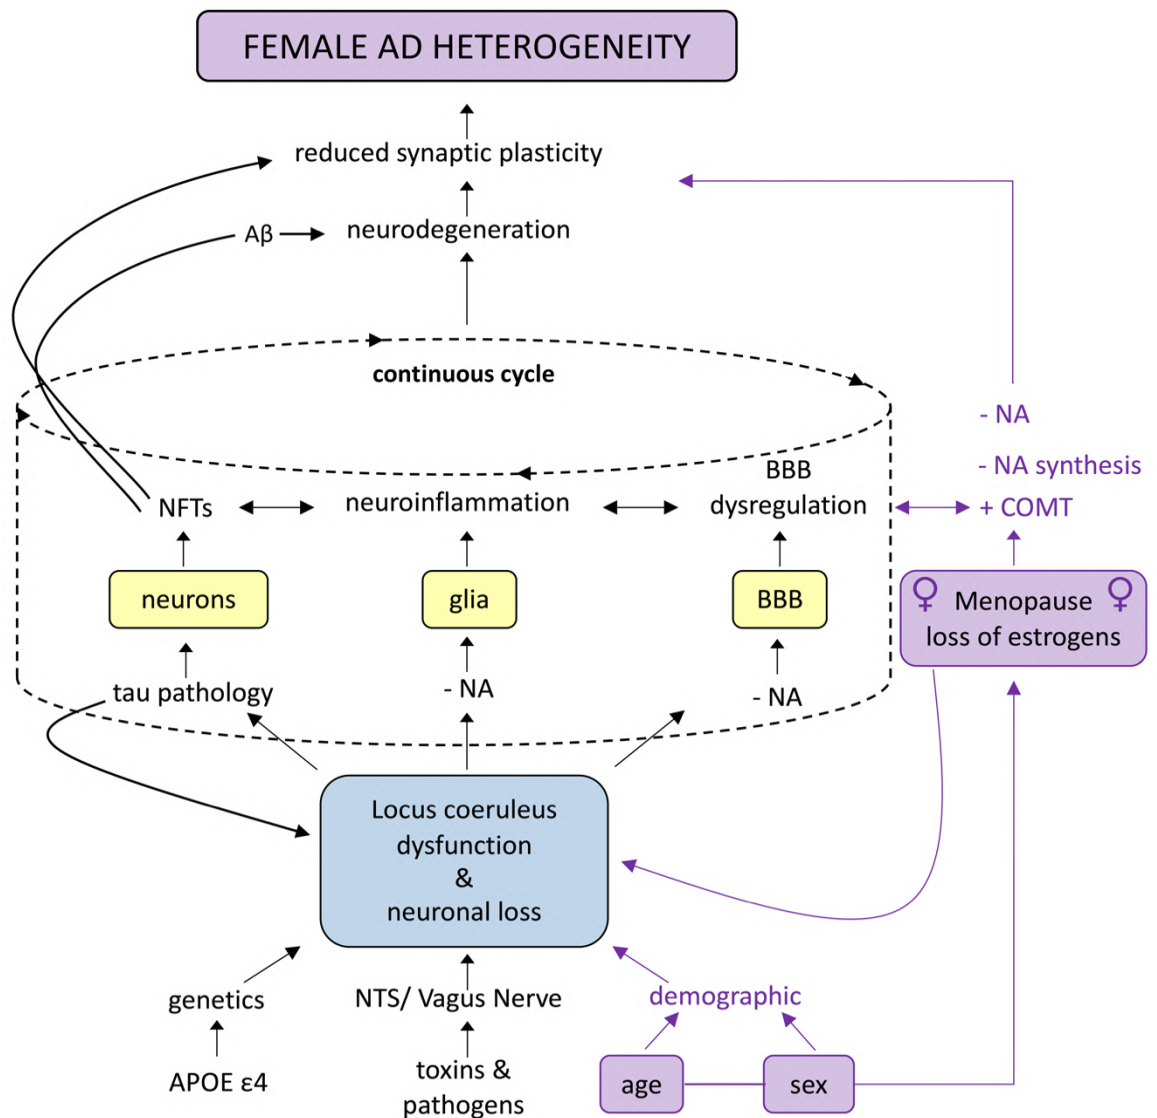 FEMALE AD HETEROGENEITY
reduced synaptic plasticity
Aβ
neurodegeneration
continuous cycle
- NA
- NA synthesis
+ COMT
NFTs
neuroinflammation
BBB
dysregulation
neurons
glia
BBB
♀ Menopause ♀
loss of estrogens
tau pathology
- NA
- NA
Locus coeruleus
dysfunction
&
neuronal loss
genetics
NTS/ Vagus Nerve
demographic
APOE ε4
toxins &
pathogens
age
sex